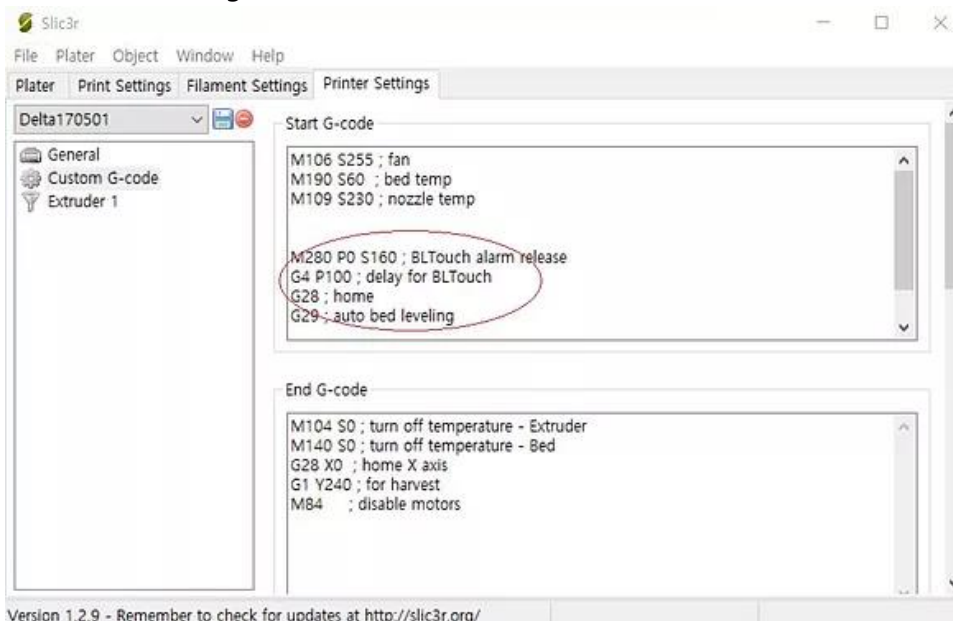 Slic3r
File Plater Object Window Help
Plater Print Settings Filament Settings Printer Settings
Delta170501
General
Custom G-code
Extruder 1
Start G-code
M106 S255 ; fan
M190 S60 ; bed temp
M109 S230 ; nozzle temp
M280 P0 S160 ; BLTouch alarm release
G4 P100 ; delay for BLTouch
G28 ; home
G29 ; auto bed leveling
End G-code
M104 S0 ; turn off temperature - Extruder
M140 S0 ; turn off temperature - Bed
G28 X0 ; home X axis
G1 Y240 ; for harvest
M84 ; disable motors
Version 1.2.9 - Remember to check for updates at http://slic3r.org/